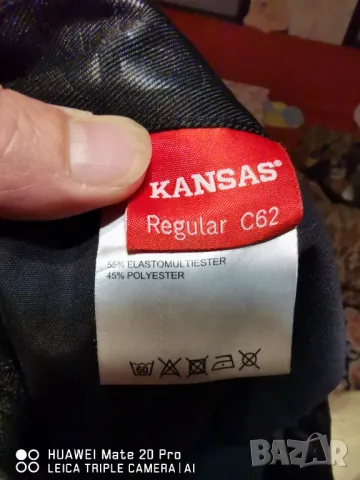 KANSAS®
Regular C62
55% ELASTOMULTIESTER
45% POLYESTER
60
HUAWEI Mate 20 Pro
LEICA TRIPLE CAMERA | AI
bazar